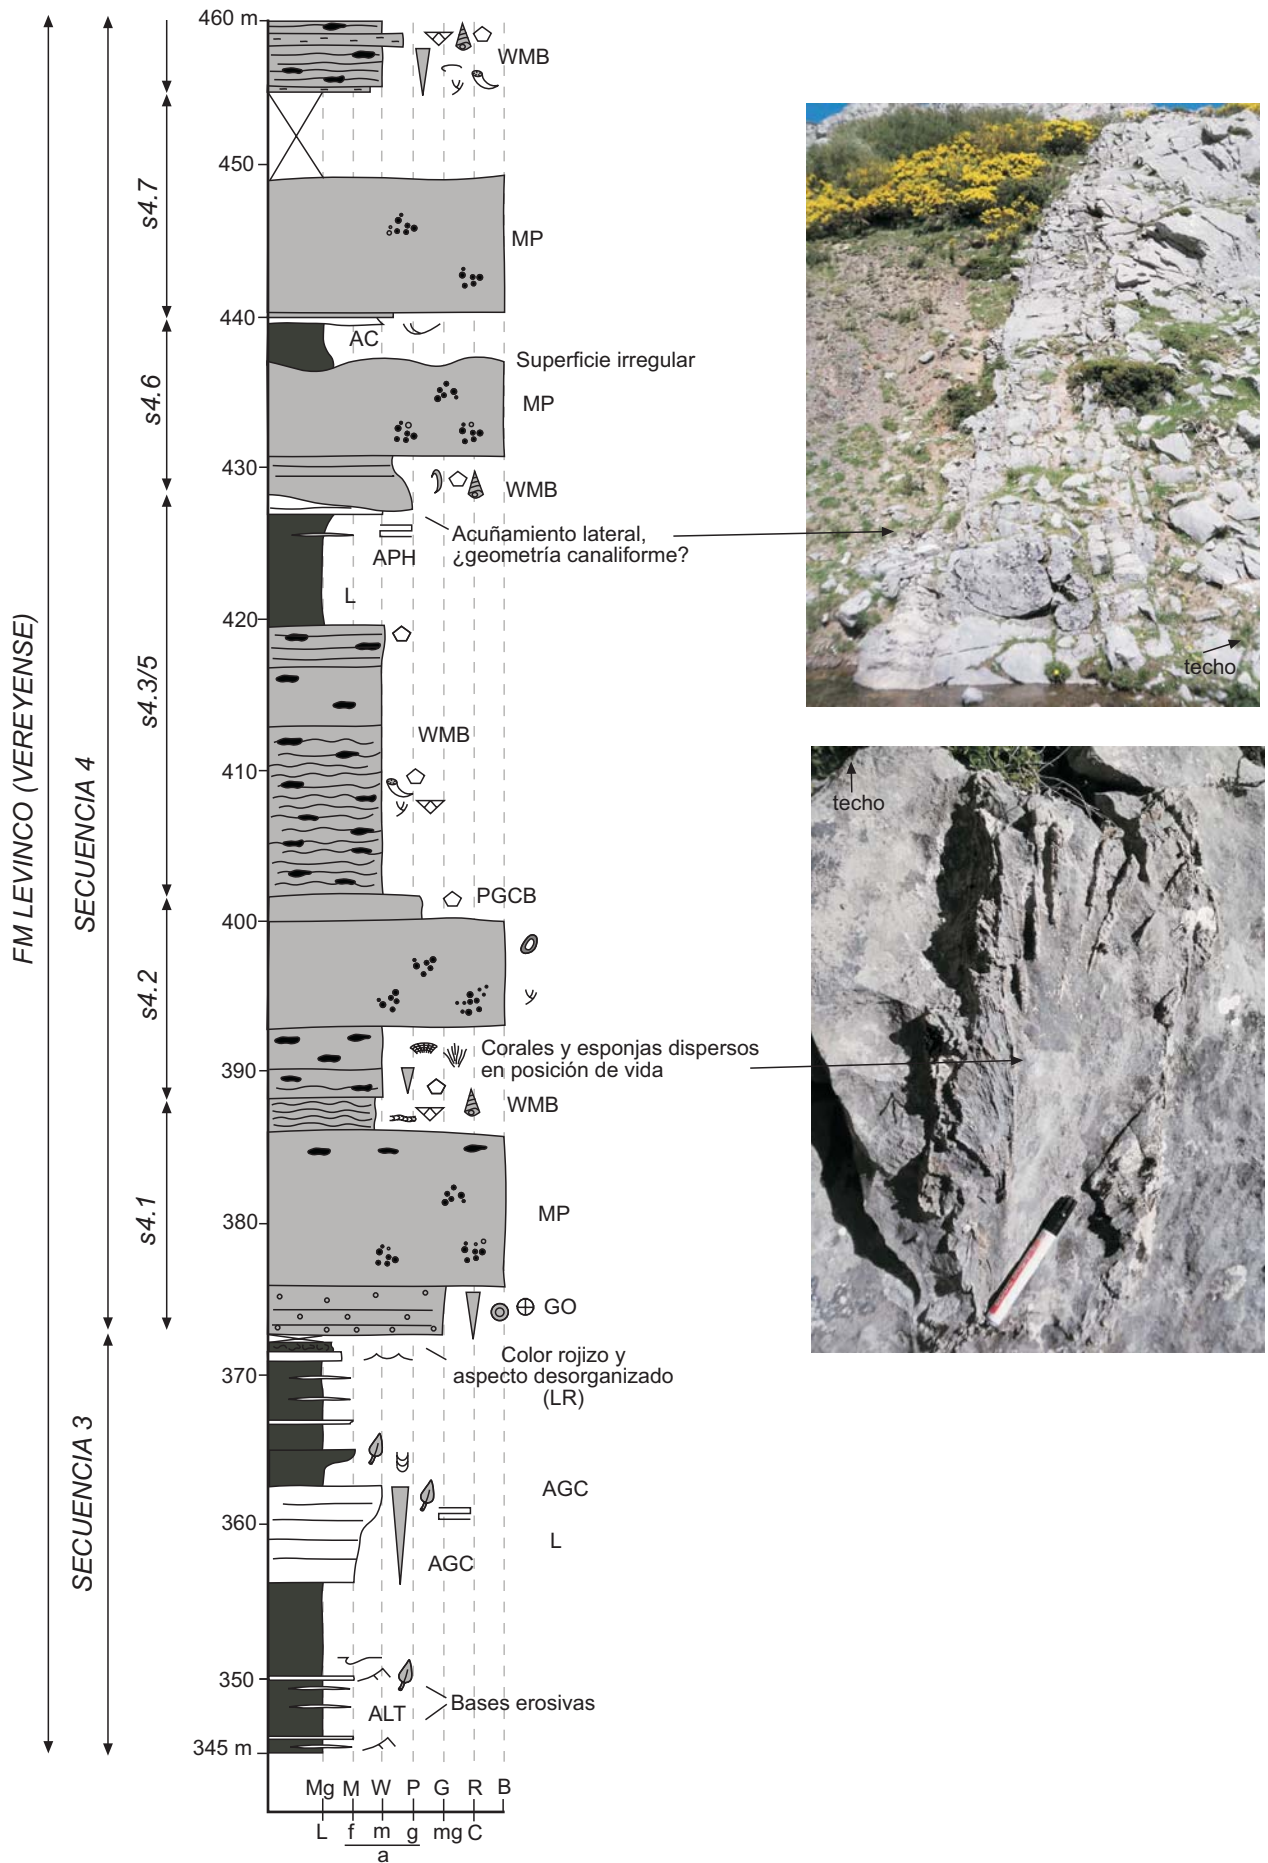 460 m
WMB
450
s4.7
MP
440
AC
Superficie irregular
s4.6
MP
430
WMB
Acuñamiento lateral,
¿geometría canaliforme?
APH
L
420
techo
s4.3/5
FM LEVINCO (VEREYENSE)
SECUENCIA 4
WMB
410
techo
PGCB
400
s4.2
Corales y esponjas dispersos
en posición de vida
390
WMB
s4.1
MP
380
GO
Color rojizo y
aspecto desorganizado
(LR)
370
SECUENCIA 3
AGC
360
L
AGC
350
Bases erosivas
ALT
345 m
Mg M W P G R B
L f m g mg C
a